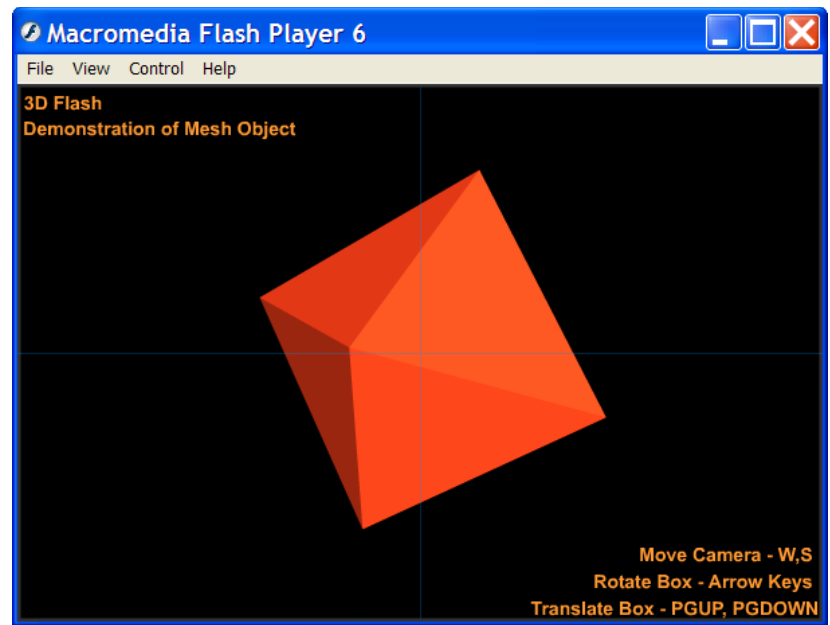 Macromedia Flash Player 6
File View Control Help
3D Flash
Demonstration of Mesh Object
Move Camera - W,S
Rotate Box - Arrow Keys
Translate Box - PGUP, PGDOWN